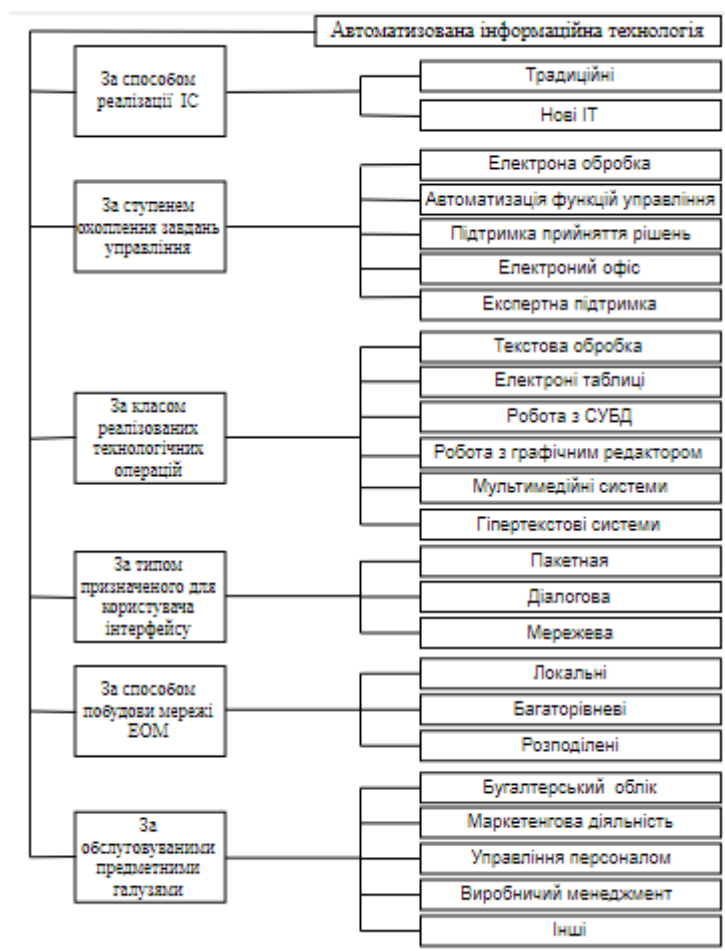 Автоматизована інформаційна технологія
За способом
реалізації ІС
Традиційні
Нові ІТ
За ступенем
охоплення завдань
управління
Електрона обробка
Автоматизація функцій управління
Підтримка прийняття рішень
Електроний офіс
Експертна підтримка
За класом
реалізованих
технологічних
операцій
Текстова обробка
Електроні таблиці
Робота з СУБД
Робота з графічним редактором
Мультимедійні системи
Гіпертекстові системи
За типом
призначеного для
користувача
інтерфейсу
Пакетная
Діалогова
Мережева
За способом
побудови мережі
ЕОМ
Локальні
Багаторівневі
Розподілені
За
обслуговуваними
предметними
галузями
Бугалтерський облік
Маркетенгова діяльність
Управління персоналом
Виробничий менеджмент
Інші